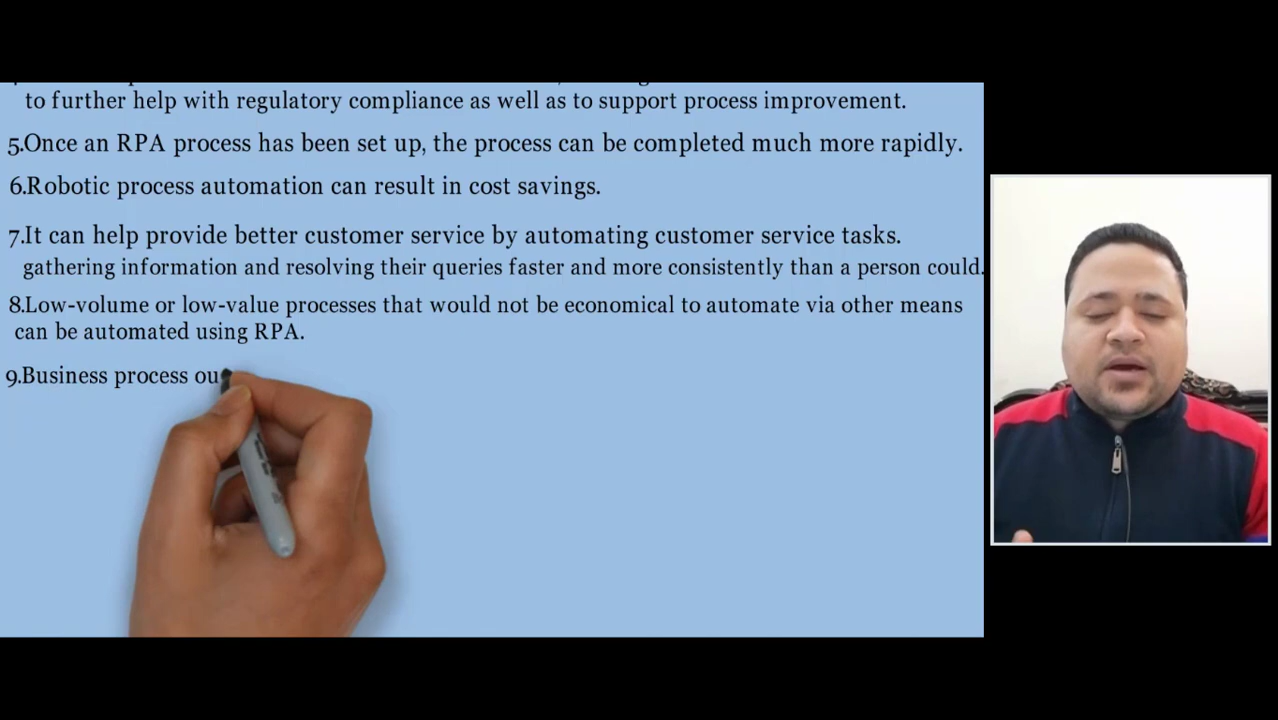 to further help with regulatory compliance as well as to support process improvement.
5.Once an RPA process has been set up, the process can be completed much more rapidly.
6.Robotic process automation can result in cost savings.
7.It can help provide better customer service by automating customer service tasks.
gathering information and resolving their queries faster and more consistently than a person could.
8.Low-volume or low-value processes that would not be economical to automate via other means
can be automated using RPA.
9.Business process ou